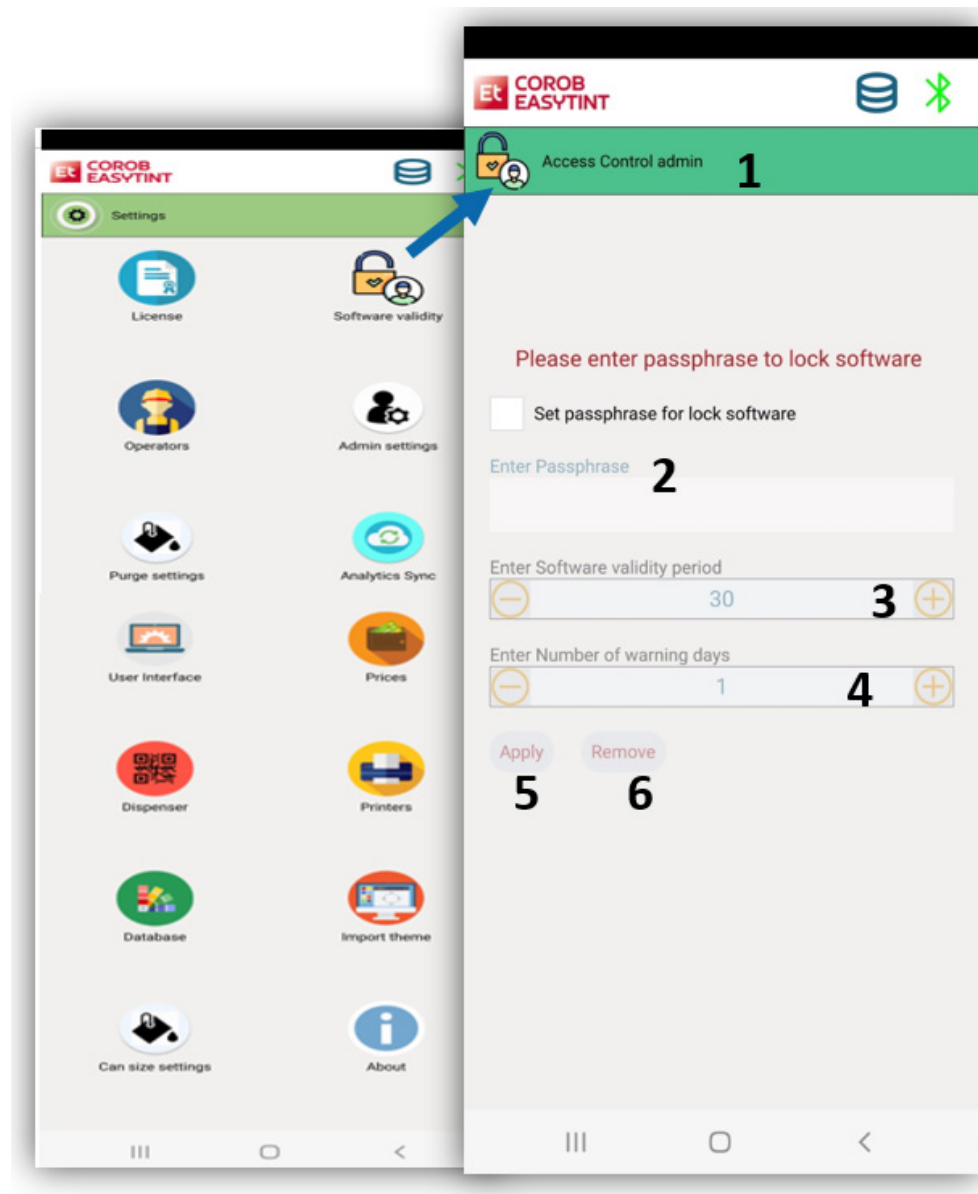 Et COROB
EASYTINT
Settings
License
Software validity
Operators
Admin settings
Purge settings
Analytics Sync
User Interface
Prices
Dispenser
Printers
Database
Import theme
Can size settings
About
Et COROB
EASYTINT
Access Control admin 1
Please enter passphrase to lock software
Set passphrase for lock software
Enter Passphrase 2
Enter Software validity period
30 3
Enter Number of warning days
1 4
Apply Remove
5 6